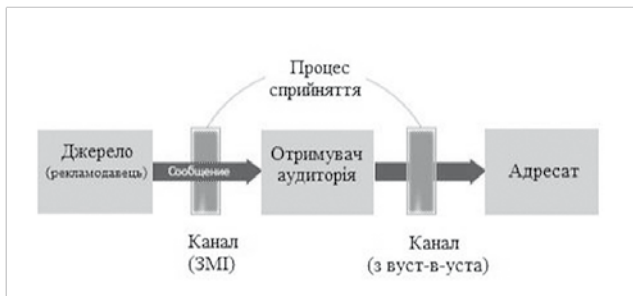 Процес
сприйняття
Джерело
(рекламодавець)
Сообщение
Отримувач
аудиторія
Адресат
Канал
(ЗМІ)
Канал
(з вуст-в-уста)